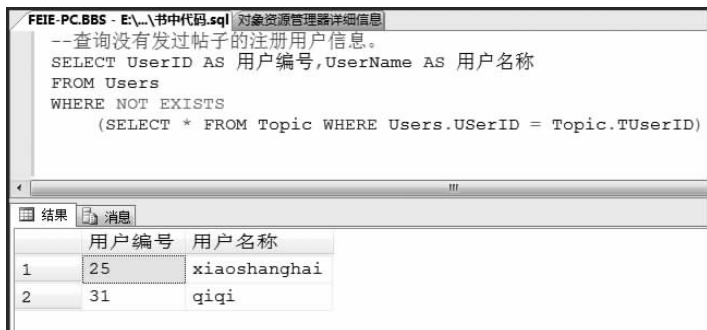 FEIE-PC.BBS - E:\...\书中代码.sql 对象资源管理器详细信息
--查询没有发过帖子的注册用户信息。
SELECT UserID AS 用户编号,UserName AS 用户名称
FROM Users
WHERE NOT EXISTS
(SELECT * FROM Topic WHERE Users.USerID = Topic.TUserID)
结果 消息
用户编号 用户名称
1 25 xiaoshanghai
2 31 qiqi